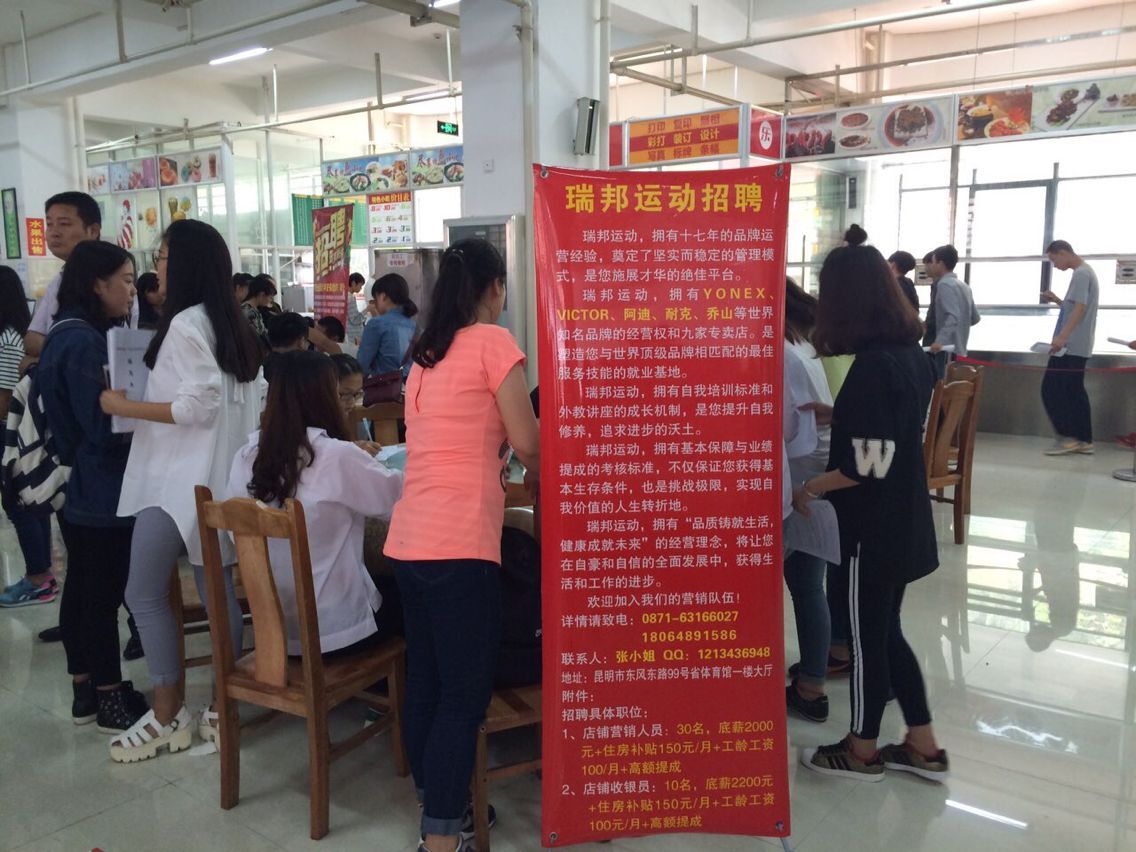 瑞邦运动招聘
瑞邦运动，拥有十七年的品牌运
营经验，奠定了坚实而稳定的管理模
式，是您施展才华的绝佳平台。
瑞邦运动，拥有YONEX、
VICTOR、阿迪、耐克、乔山等世界
知名品牌的经营权和九家专卖店。是
塑造您与世界顶级品牌相匹配的最佳
服务技能的就业基地。
瑞邦运动，拥有自我培训标准和
外教讲座的成长机制，是您提升自我
修养，追求进步的沃土。
瑞邦运动，拥有基本保障与业绩
提成的考核标准，不仅保证您获得基
本生存条件，也是挑战极限，实现自
我价值的人生转折地。
瑞邦运动，拥有“品质铸就生活，
健康成就未来”的经营理念，将让您
在自豪和自信的全面发展中，获得生
活和工作的进步。
欢迎加入我们的营销队伍！
详情请致电：0871-63166027
18064891586
联系人：张小姐 QQ：1213436948
地址：昆明市东风东路99号省体育馆一楼大厅
附件：
招聘具体职位：
1、店铺营销人员：30名，底薪2000
元+住房补贴150元/月+工龄工资
100/月+高额提成
2、店铺收银员：10名，底薪2200元
+住房补贴150元/月+工龄工资
100元/月+高额提成
打印 复印 照相
彩打 装订 设计
写真 标牌 条幅
乐
水果出售
招聘
W